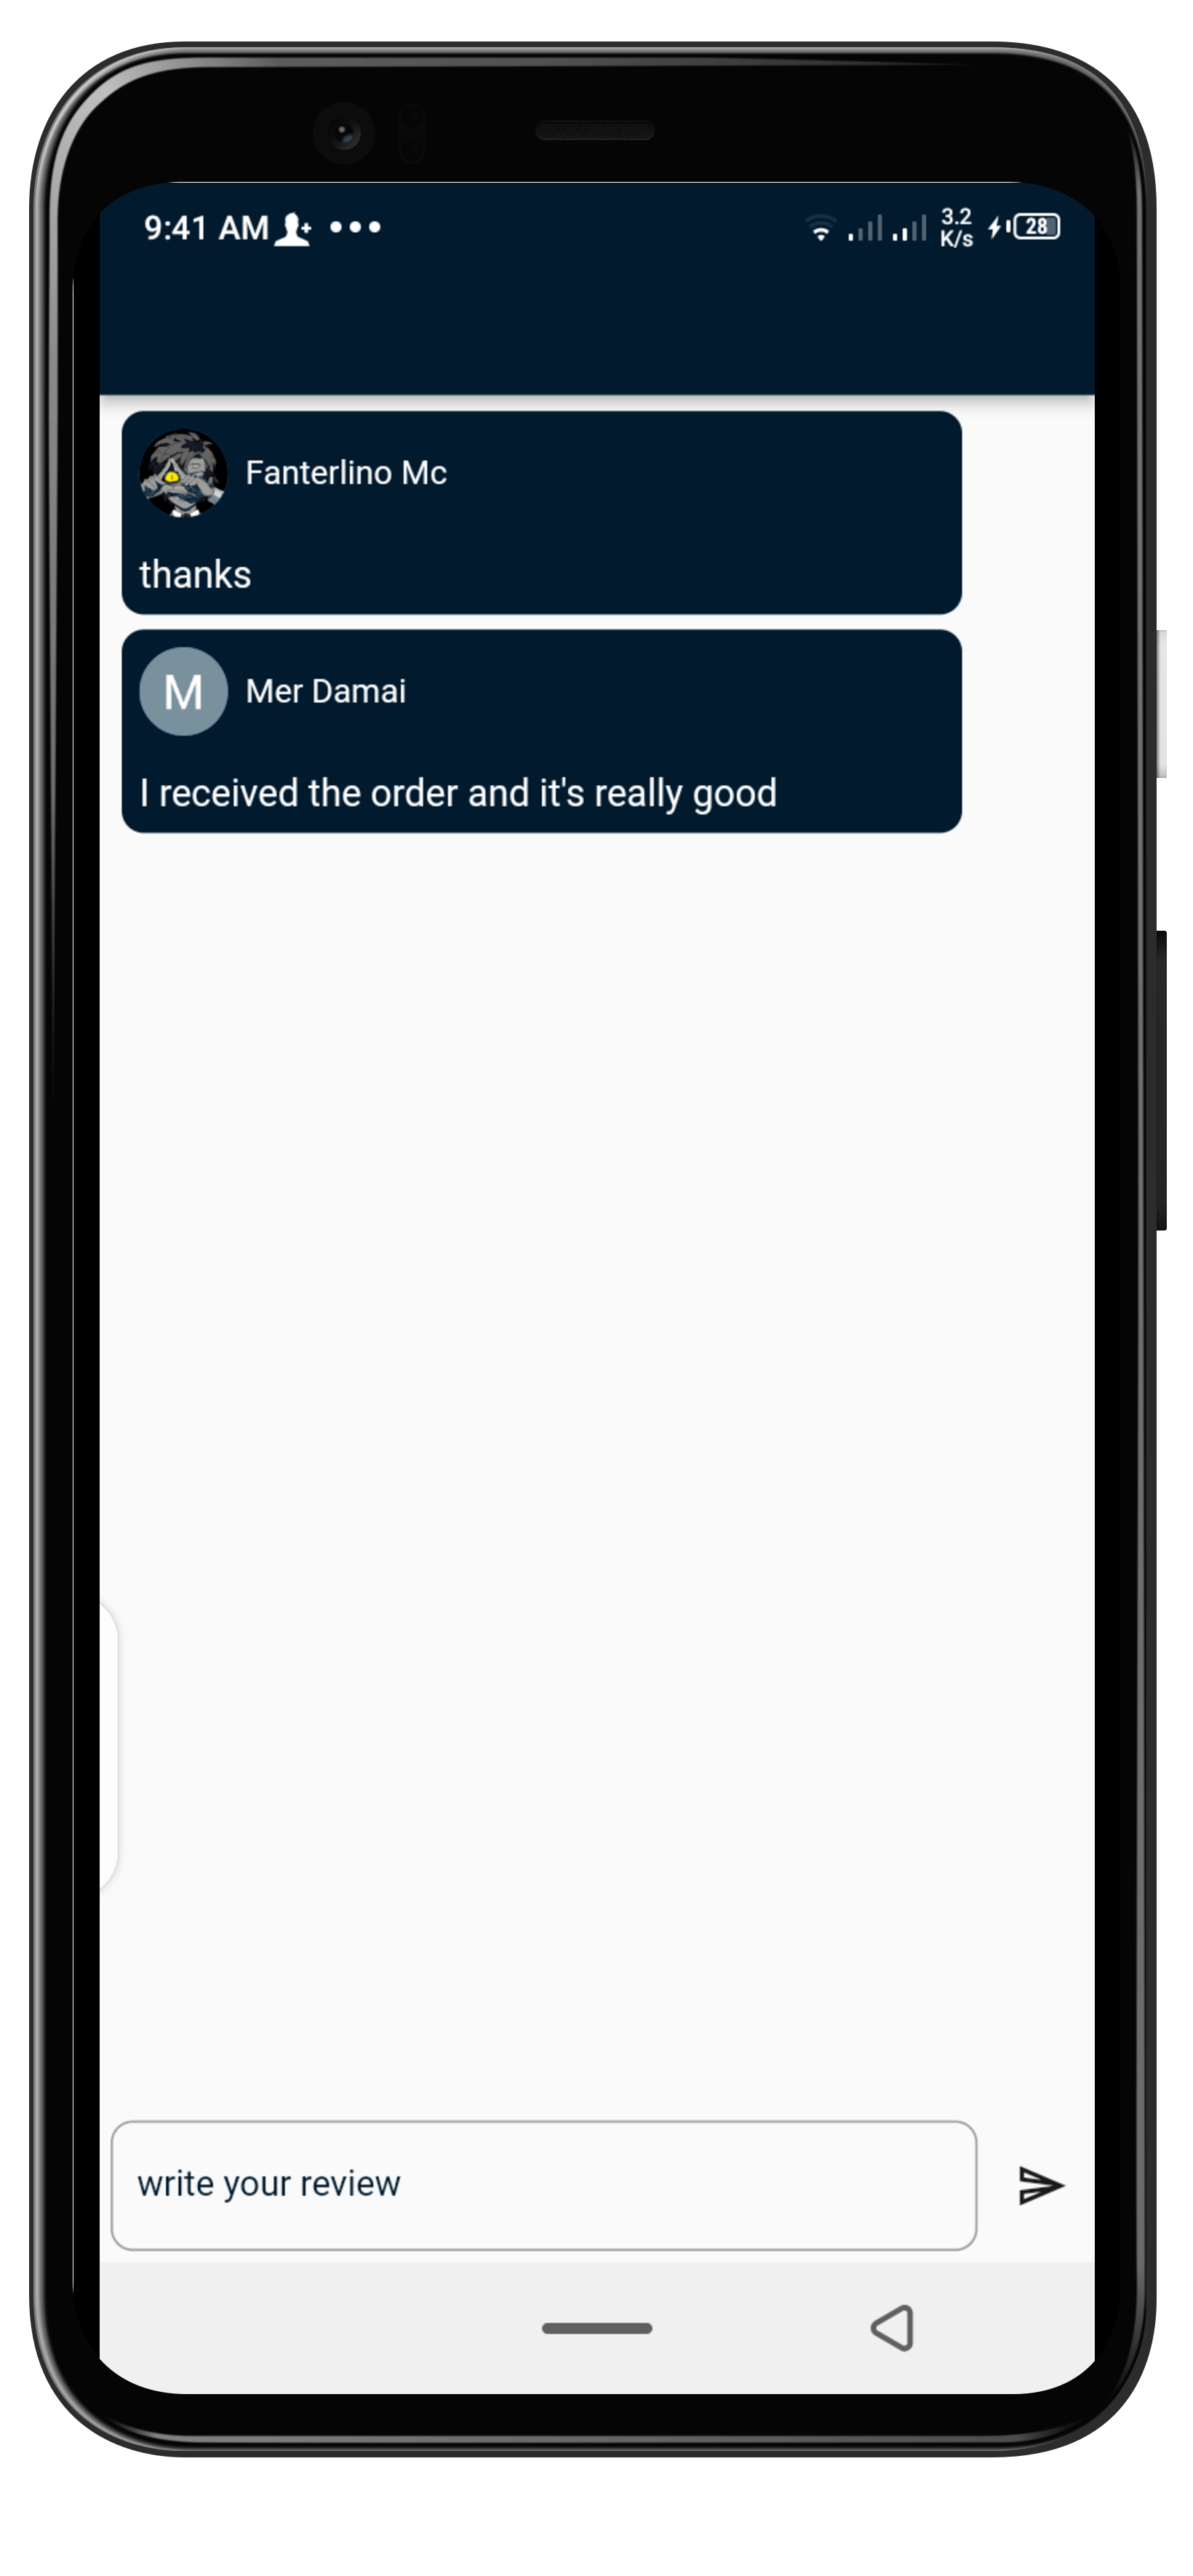 9:41 AM
3.2
K/s
28
Fanterlino Mc
thanks
M
Mer Damai
I received the order and it's really good
write your review